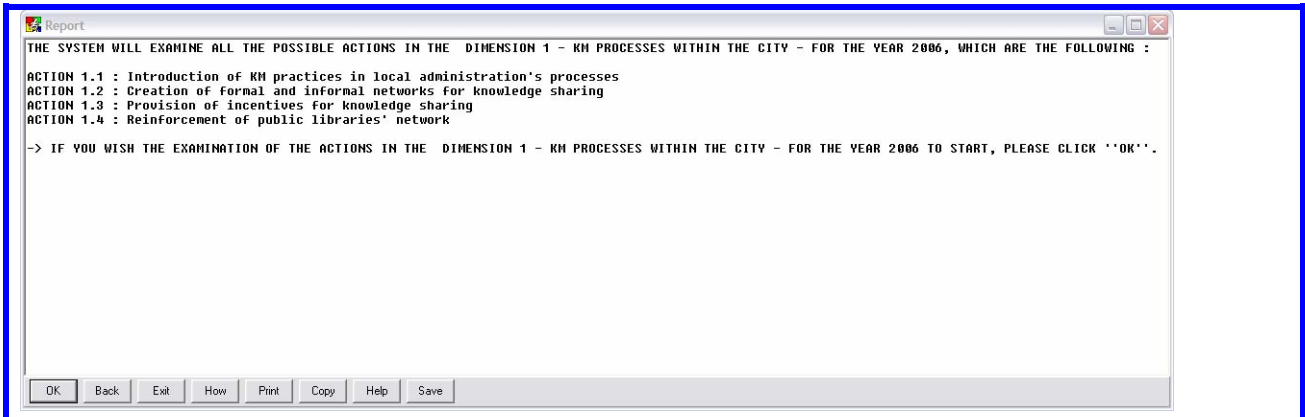 Report
THE SYSTEM WILL EXAMINE ALL THE POSSIBLE ACTIONS IN THE  DIMENSION 1 - KM PROCESSES WITHIN THE CITY - FOR THE YEAR 2006, WHICH ARE THE FOLLOWING :
ACTION 1.1 : Introduction of KM practices in local administration's processes
ACTION 1.2 : Creation of formal and informal networks for knowledge sharing
ACTION 1.3 : Provision of incentives for knowledge sharing
ACTION 1.4 : Reinforcement of public libraries' network
-> IF YOU WISH THE EXAMINATION OF THE ACTIONS IN THE  DIMENSION 1 - KM PROCESSES WITHIN THE CITY - FOR THE YEAR 2006 TO START, PLEASE CLICK ''OK''.
OK Back Exit How Print Copy Help Save